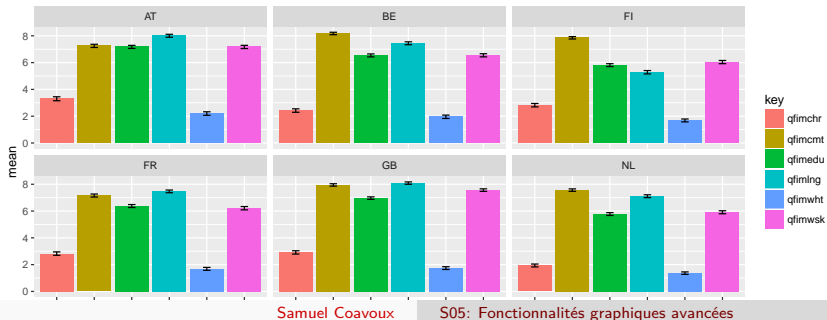 AT BE FI
8
6
4
2
0
mean
FR GB NL
8
6
4
2
0
key
qfimchr
qfimcmt
qfimedu
qfimlng
qfimwht
qfimwsk
Samuel Coavoux S05: Fonctionnalités graphiques avancées